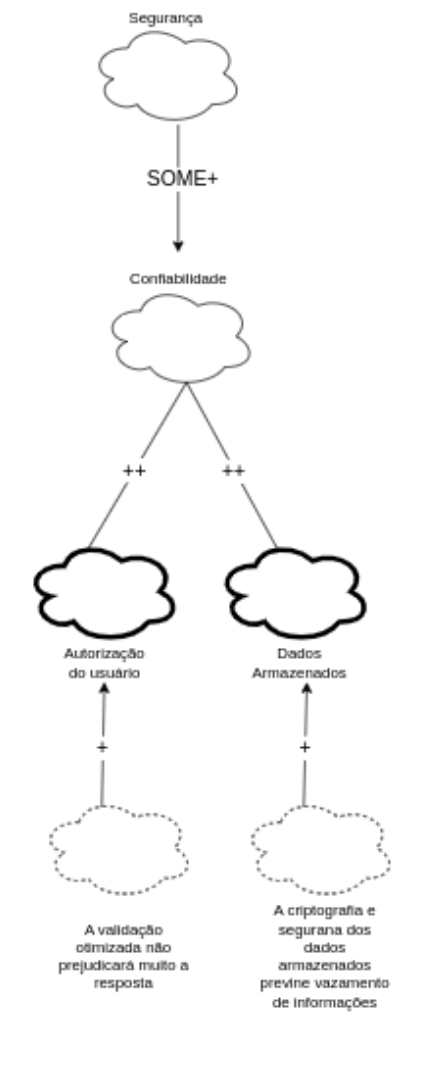 Segurança
SOME+
Confiabilidade
++
++
Autorização
do usuário
Dados
Armazenados
+
+
A validação
otimizada não
prejudicará muito a
resposta
A criptografia e
segurana dos
dados
armazenados
previne vazamento
de informações